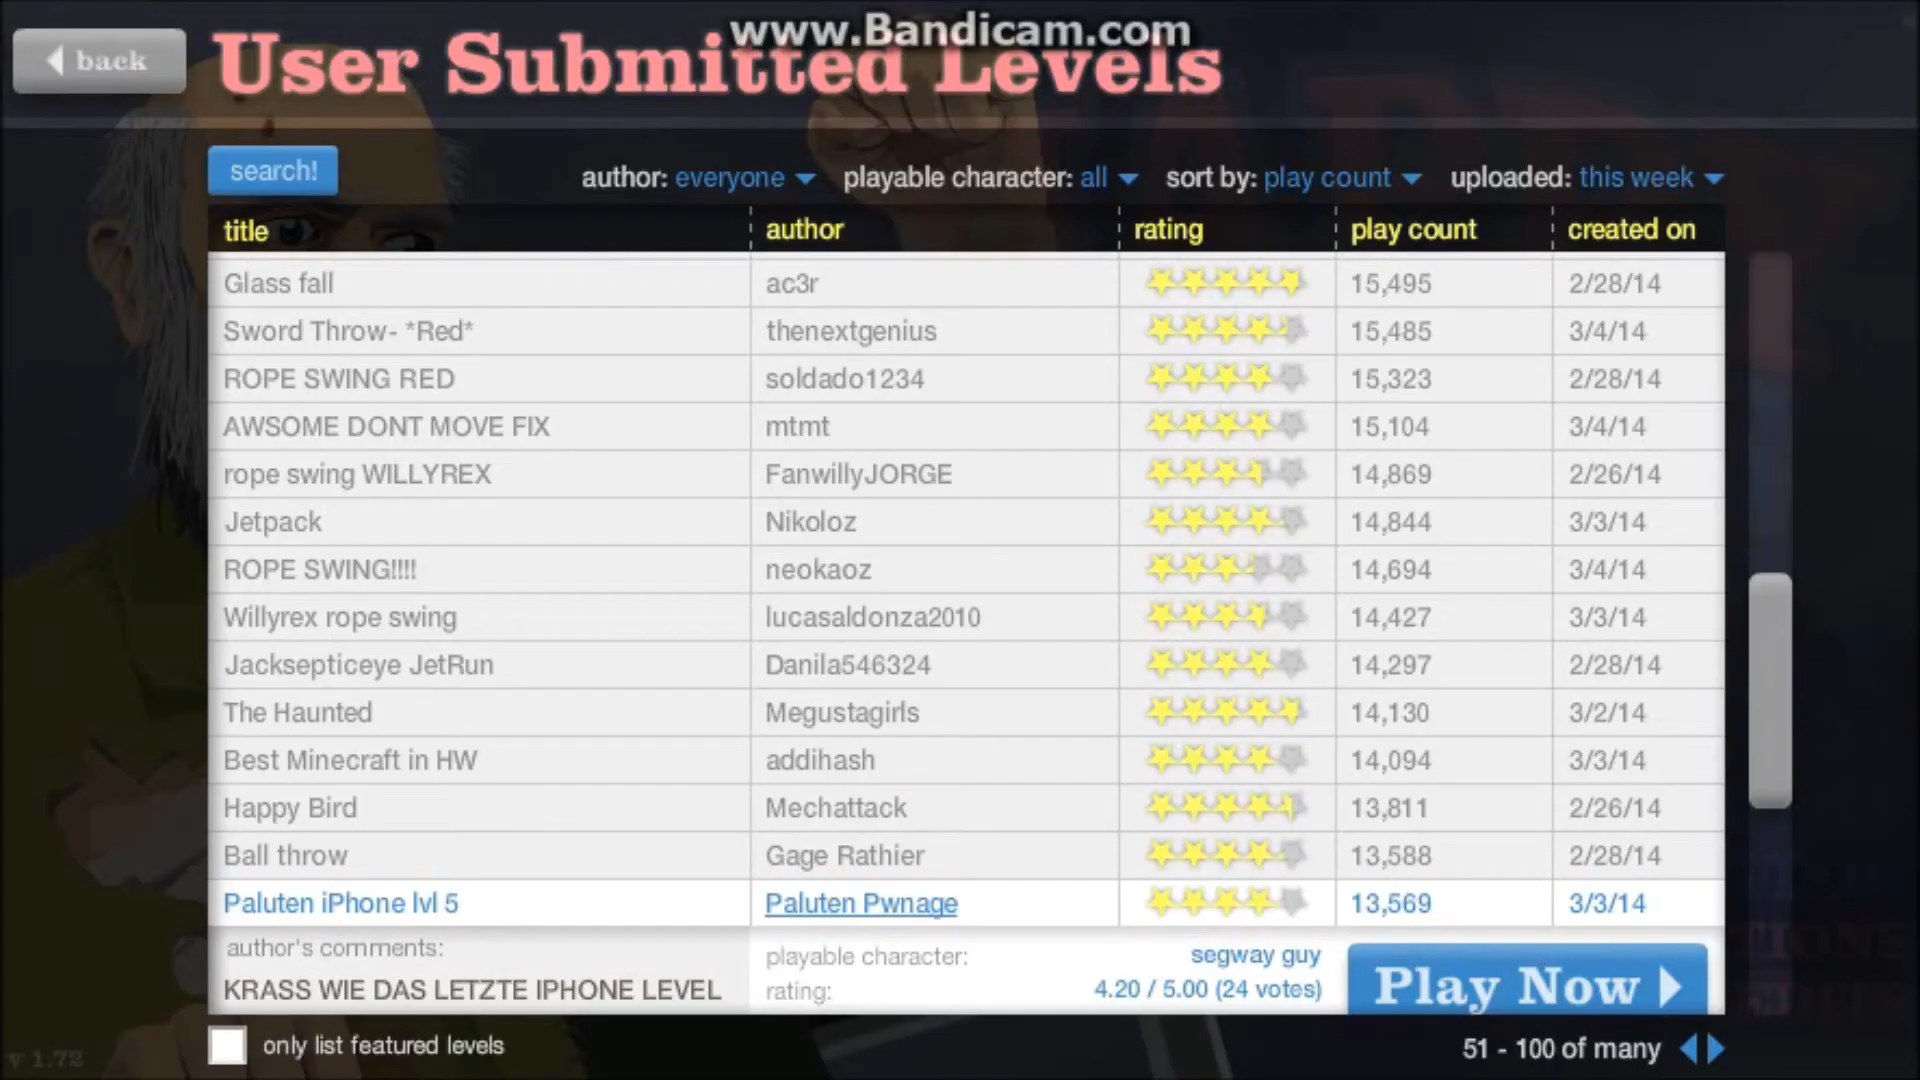 www.Bandicam.com
back
User Submitted Levels
search!
author: everyone playable character: all sort by: play count uploaded: this week
title author rating play count created on
Glass fall ac3r 15,495 2/28/14
Sword Throw- *Red* thenextgenius 15,485 3/4/14
ROPE SWING RED soldado1234 15,323 2/28/14
AWSOME DONT MOVE FIX mtmt 15,104 3/4/14
rope swing WILLYREX FanwillyJORGE 14,869 2/26/14
Jetpack Nikoloz 14,844 3/3/14
ROPE SWING!!!! neokaoz 14,694 3/4/14
Willyrex rope swing lucasaldonza2010 14,427 3/3/14
Jacksepticeye JetRun Danila546324 14,297 2/28/14
The Haunted Megustagirls 14,130 3/2/14
Best Minecraft in HW addihash 14,094 3/3/14
Happy Bird Mechattack 13,811 2/26/14
Ball throw Gage Rathier 13,588 2/28/14
Paluten iPhone lvl 5 Paluten Pwnage 13,569 3/3/14
author's comments: playable character: segway guy
KRASS WIE DAS LETZTE IPHONE LEVEL rating: 4.20 / 5.00 (24 votes)
Play Now
only list featured levels
51 - 100 of many
v 1.72